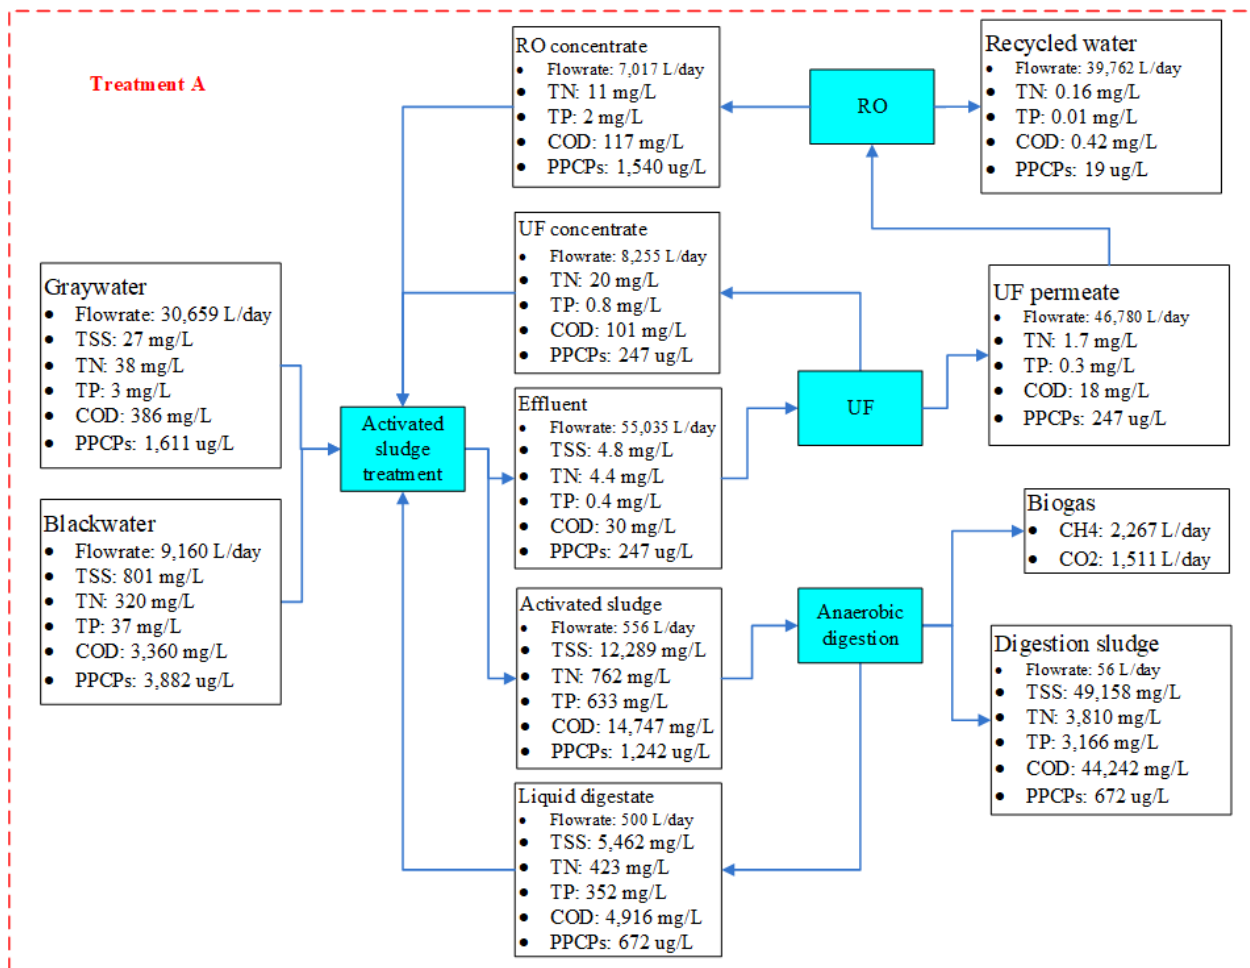 Treatment A
RO concentrate
• Flowrate: 7,017 L/day
• TN: 11 mg/L
• TP: 2 mg/L
• COD: 117 mg/L
• PPCPs: 1,540 ug/L
RO
Recycled water
• Flowrate: 39,762 L/day
• TN: 0.16 mg/L
• TP: 0.01 mg/L
• COD: 0.42 mg/L
• PPCPs: 19 ug/L
UF concentrate
• Flowrate: 8,255 L/day
• TN: 20 mg/L
• TP: 0.8 mg/L
• COD: 101 mg/L
• PPCPs: 247 ug/L
Graywater
• Flowrate: 30,659 L/day
• TSS: 27 mg/L
• TN: 38 mg/L
• TP: 3 mg/L
• COD: 386 mg/L
• PPCPs: 1,611 ug/L
UF permeate
• Flowrate: 46,780 L/day
• TN: 1.7 mg/L
• TP: 0.3 mg/L
• COD: 18 mg/L
• PPCPs: 247 ug/L
Activated
sludge
treatment
Effluent
• Flowrate: 55,035 L/day
• TSS: 4.8 mg/L
• TN: 4.4 mg/L
• TP: 0.4 mg/L
• COD: 30 mg/L
• PPCPs: 247 ug/L
UF
Blackwater
• Flowrate: 9,160 L/day
• TSS: 801 mg/L
• TN: 320 mg/L
• TP: 37 mg/L
• COD: 3,360 mg/L
• PPCPs: 3,882 ug/L
Biogas
• CH4: 2,267 L/day
• CO2: 1,511 L/day
Activated sludge
• Flowrate: 556 L/day
• TSS: 12,289 mg/L
• TN: 762 mg/L
• TP: 633 mg/L
• COD: 14,747 mg/L
• PPCPs: 1,242 ug/L
Anaerobic
digestion
Digestion sludge
• Flowrate: 56 L/day
• TSS: 49,158 mg/L
• TN: 3,810 mg/L
• TP: 3,166 mg/L
• COD: 44,242 mg/L
• PPCPs: 672 ug/L
Liquid digestate
• Flowrate: 500 L/day
• TSS: 5,462 mg/L
• TN: 423 mg/L
• TP: 352 mg/L
• COD: 4,916 mg/L
• PPCPs: 672 ug/L